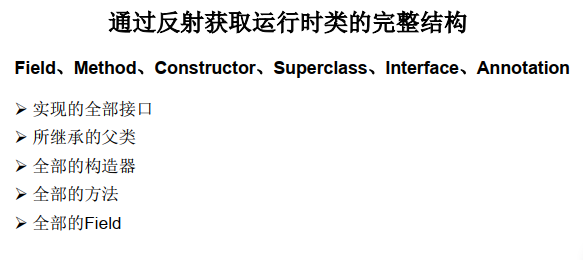 通过反射获取运行时类的完整结构
Field、Method、Constructor、Superclass、Interface、Annotation
➢ 实现的全部接口
➢ 所继承的父类
➢ 全部的构造器
➢ 全部的方法
➢ 全部的Field